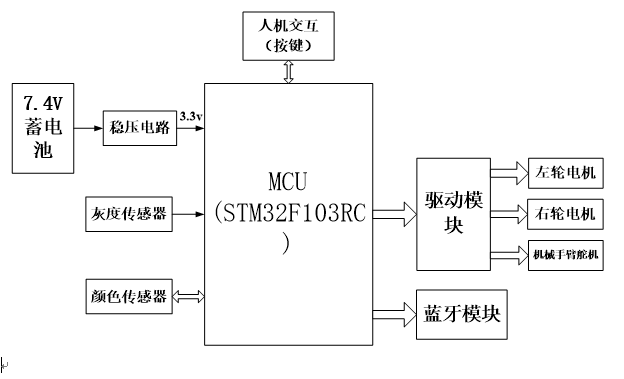 人机交互
（按键）
7.4V
蓄电
池
稳压电路
3.3v
MCU
(STM32F103RC
)
灰度传感器
颜色传感器
驱动模
块
左轮电机
右轮电机
机械手臂舵机
蓝牙模块